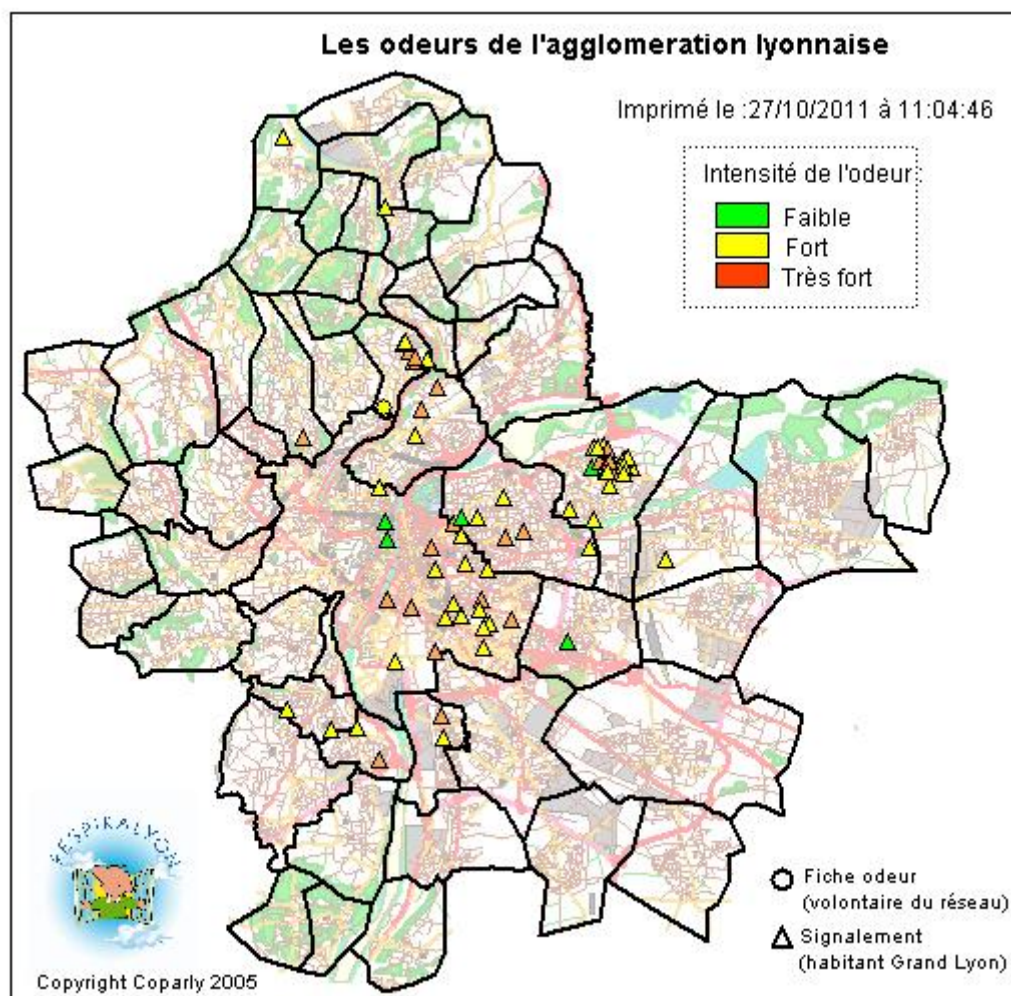 Les odeurs de l'agglomeration lyonnaise
Imprimé le :27/10/2011 à 11:04:46
Intensité de l'odeur:
Faible
Fort
Très fort
RESPIRALYON
Fiche odeur
(volontaire du réseau)
Signalement
(habitant Grand Lyon)
Copyright Coparly 2005